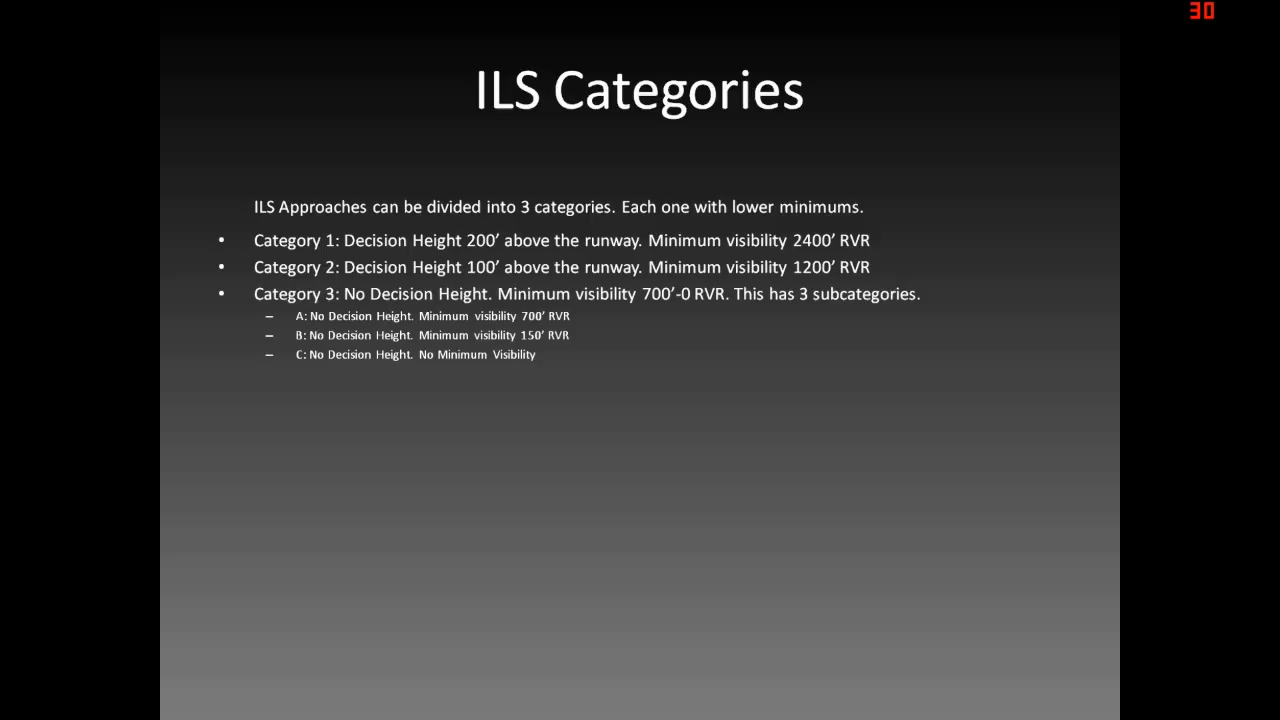 30
ILS Categories
ILS Approaches can be divided into 3 categories. Each one with lower minimums.
• Category 1: Decision Height 200’ above the runway. Minimum visibility 2400’ RVR
• Category 2: Decision Height 100’ above the runway. Minimum visibility 1200’ RVR
• Category 3: No Decision Height. Minimum visibility 700’-0 RVR. This has 3 subcategories.
– A: No Decision Height. Minimum visibility 700’ RVR
– B: No Decision Height. Minimum visibility 150’ RVR
– C: No Decision Height. No Minimum Visibility